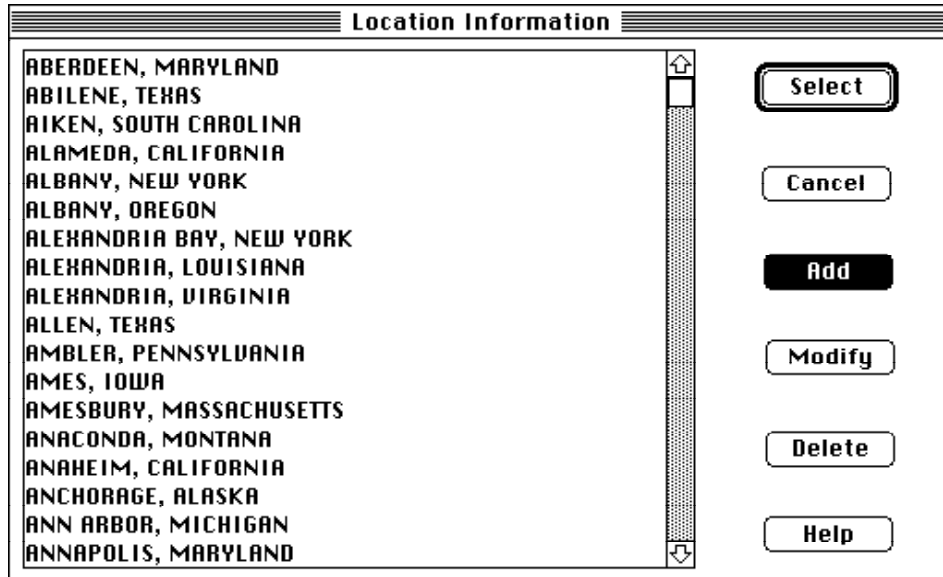 Location Information
ABERDEEN, MARYLAND
ABILENE, TEXAS
AIKEN, SOUTH CAROLINA
ALAMEDA, CALIFORNIA
ALBANY, NEW YORK
ALBANY, OREGON
ALEXANDRIA BAY, NEW YORK
ALEXANDRIA, LOUISIANA
ALEXANDRIA, VIRGINIA
ALLEN, TEXAS
AMBLER, PENNSYLVANIA
AMES, IOWA
AMESBURY, MASSACHUSETTS
ANACONDA, MONTANA
ANAHEIM, CALIFORNIA
ANCHORAGE, ALASKA
ANN ARBOR, MICHIGAN
ANNAPOLIS, MARYLAND
Select
Cancel
Add
Modify
Delete
Help